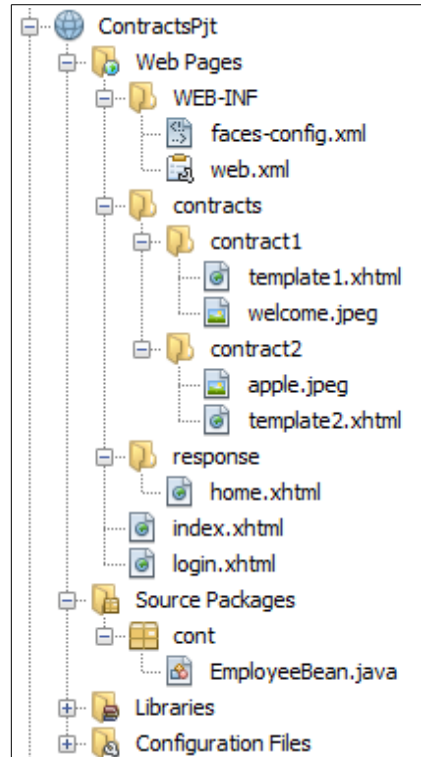 ContractsPjt
Web Pages
WEB-INF
faces-config.xml
web.xml
contracts
contract1
template1.xhtml
welcome.jpeg
contract2
apple.jpeg
template2.xhtml
response
home.xhtml
index.xhtml
login.xhtml
Source Packages
cont
EmployeeBean.java
Libraries
Configuration Files